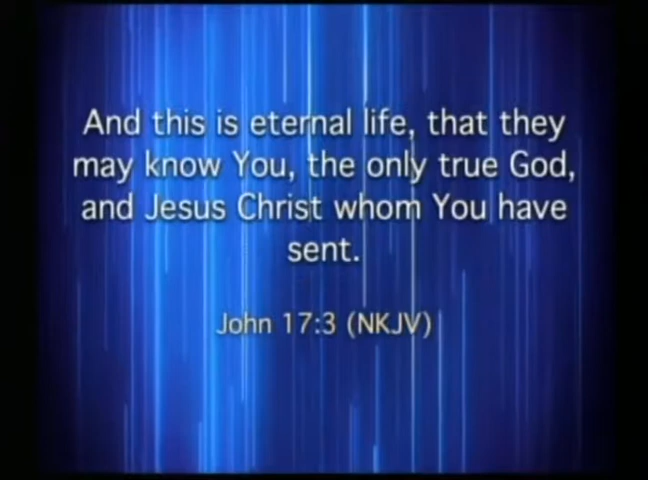 And this is eternal life, that they
may know You, the only true God,
and Jesus Christ whom You have
sent.
John 17:3 (NKJV)